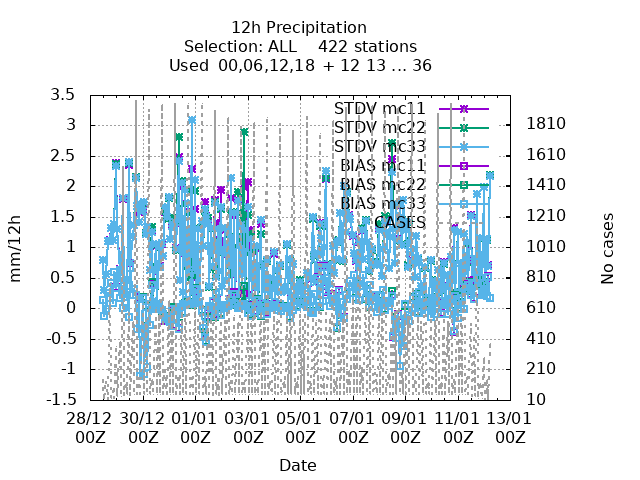 12h Precipitation
Selection: ALL    422 stations
Used  00,06,12,18  + 12 13 ... 36
3.5
3
2.5
2
1.5
1
0.5
0
-0.5
-1
-1.5
mm/12h
STDV mc11
STDV mc22
STDV mc33
BIAS mc11
BIAS mc22
BIAS mc33
CASES
1810
1610
1410
1210
1010
810
610
410
210
10
No cases
28/12 30/12 01/01 03/01 05/01 07/01 09/01 11/01 13/01
00Z 00Z 00Z 00Z 00Z 00Z 00Z 00Z 00Z
Date